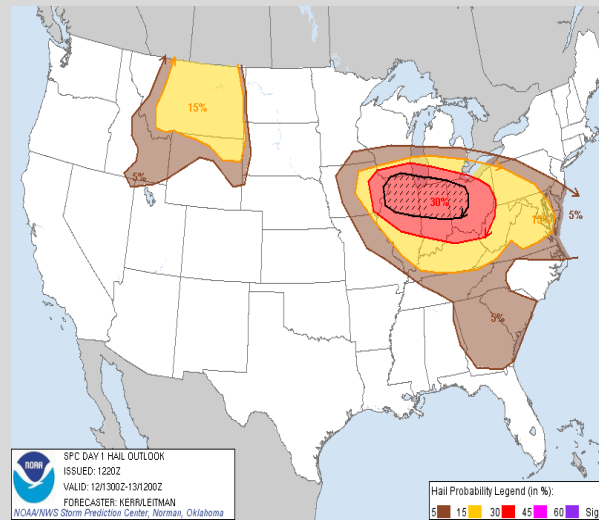 15%
5%
30%
15%
5%
5%
NOAA
SPC DAY 1 HAIL OUTLOOK
ISSUED: 1220Z
VALID: 12/1300Z-13/1200Z
FORECASTER: KERR/LEITMAN
NOAA/NWS Storm Prediction Center, Norman, Oklahoma
Hail Probability Legend (in %):
5 15 30 45 60 Sig